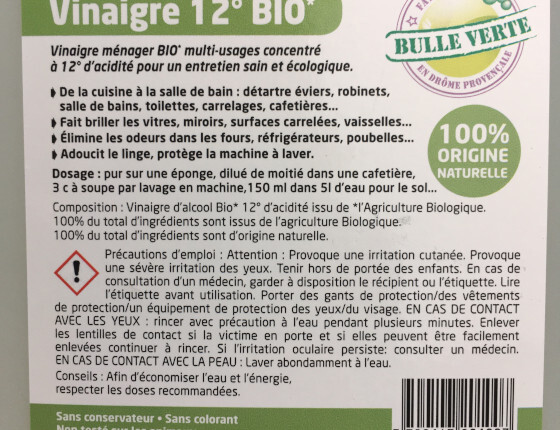 Vinaigre 12° BIO*
Vinaigre ménager BIO* multi-usages concentré
à 12° d'acidité pour un entretien sain et écologique.
BULLE VERTE
EN DRÔME PROVENÇALE
De la cuisine à la salle de bain : détartre éviers, robinets,
salle de bains, toilettes, carrelages, cafetières...
Fait briller les vitres, miroirs, surfaces carrelées, vaisselles...
Élimine les odeurs dans les fours, réfrigérateurs, poubelles...
Adoucit le linge, protège la machine à laver.
100%
ORIGINE
NATURELLE
Dosage : pur sur une éponge, dilué de moitié dans une cafetière,
3 c à soupe par lavage en machine, 150 ml dans 5l d'eau pour le sol...
Composition : Vinaigre d'alcool Bio* 12° d'acidité issu de *l'Agriculture Biologique.
100% du total d'ingrédients sont issus de l'agriculture Biologique.
100% du total d'ingrédients sont d'origine naturelle.
Précautions d'emploi : Attention : Provoque une irritation cutanée. Provoque
une sévère irritation des yeux. Tenir hors de portée des enfants. En cas de
consultation d'un médecin, garder à disposition le récipient ou l'étiquette. Lire
l'étiquette avant utilisation. Porter des gants de protection/des vêtements
de protection/un équipement de protection des yeux/du visage. EN CAS DE CONTACT
AVEC LES YEUX : rincer avec précaution à l'eau pendant plusieurs minutes. Enlever
les lentilles de contact si la victime en porte et si elles peuvent être facilement
enlevées continuer à rincer. Si l'irritation oculaire persiste: consulter un médecin.
EN CAS DE CONTACT AVEC LA PEAU : Laver abondamment à l'eau.
Conseils : Afin d'économiser l'eau et l'énergie,
respecter les doses recommandées.
Sans conservateur • Sans colorant
Non testé sur les animaux